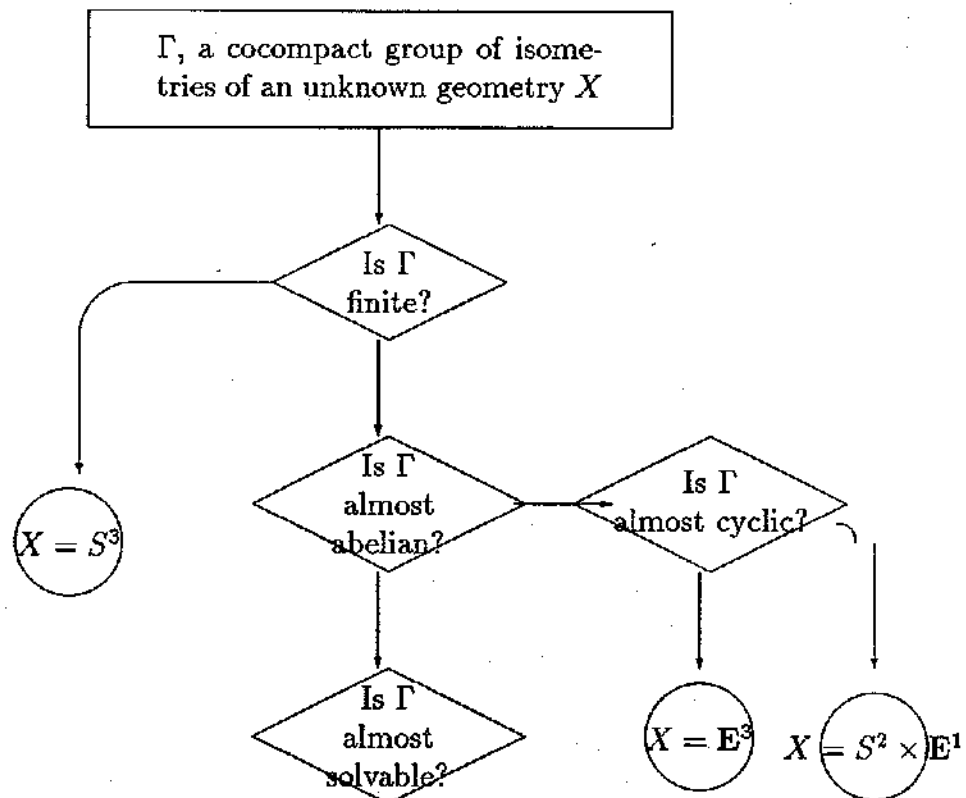 Γ, a cocompact group of isome-
tries of an unknown geometry X
Is Γ
finite?
Is Γ
almost
abelian?
Is Γ
almost cyclic?
X = S³
Is Γ
almost
solvable?
X = E³
X = S² × E¹